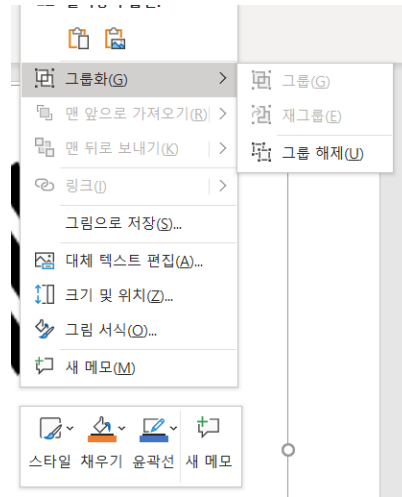 그룹화(G)
그룹(G)
맨 앞으로 가져오기(R)
재그룹(E)
맨 뒤로 보내기(K)
그룹 해제(U)
링크(I)
그림으로 저장(S)...
대체 텍스트 편집(A)...
크기 및 위치(Z)...
그림 서식(O)...
새 메모(M)
스타일 채우기 윤곽선 새 메모